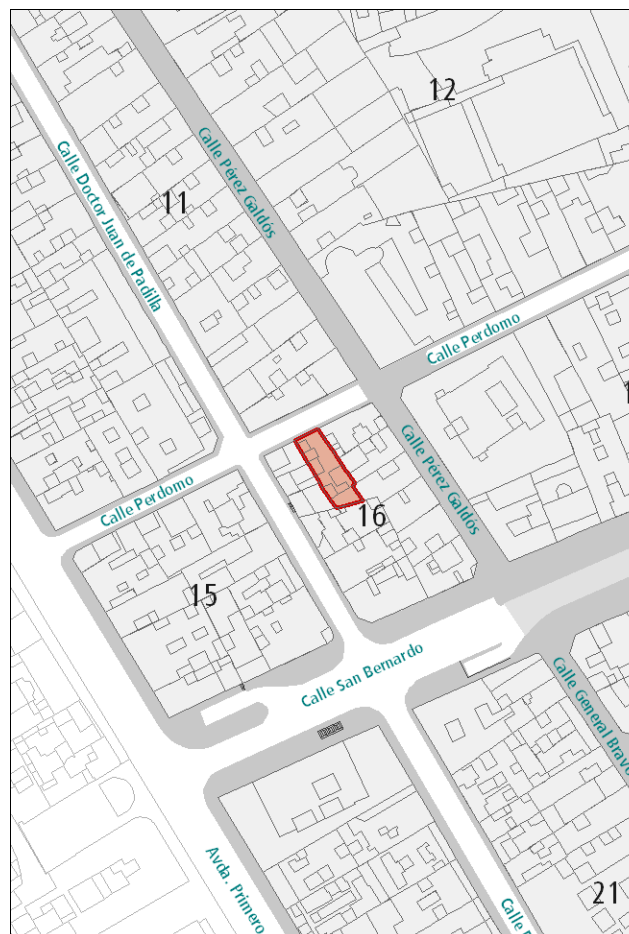 12
Calle Pérez Galdós
Calle Doctor Juan de Padilla
11
Calle Perdomo
Calle Pérez Galdós
Calle Perdomo
16
15
Calle San Bernardo
Calle General Bravo
Avda. Primero
21
Calle